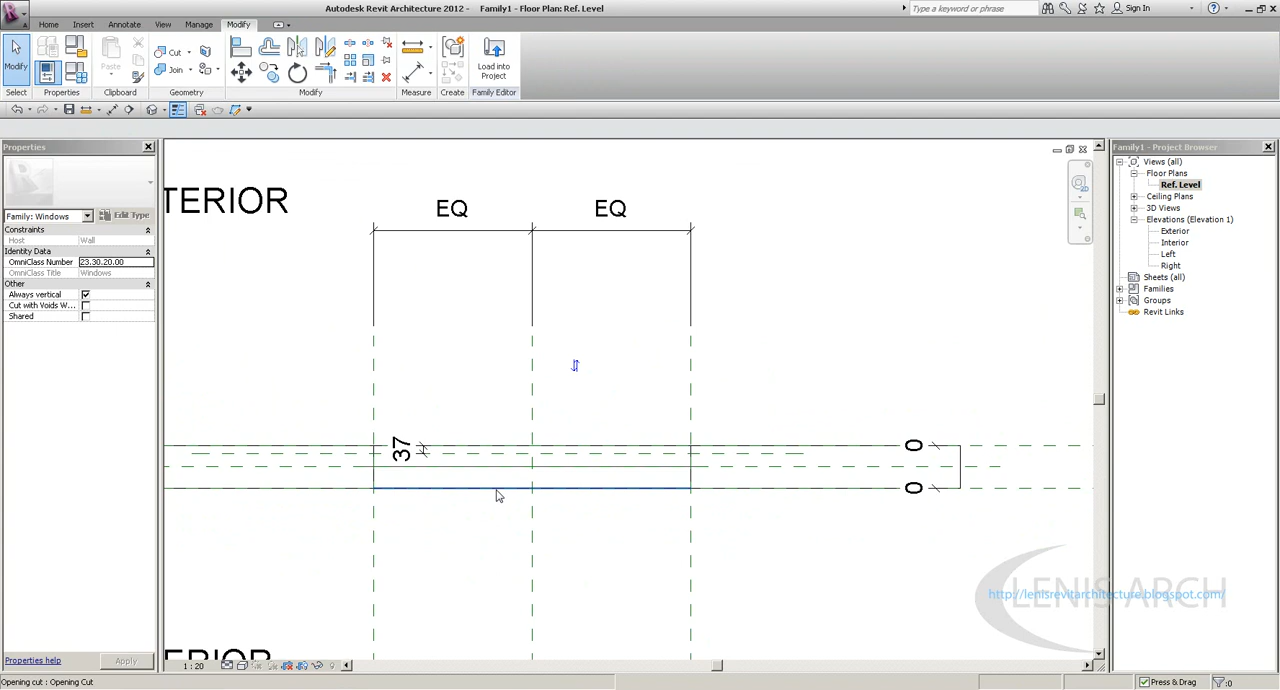 Autodesk Revit Architecture 2012 - Family1 - Floor Plan: Ref. Level
Type a keyword or phrase
Sign In
Home Insert Annotate View Manage Modify
Modify
Paste
Cut
Join
Load into
Project
Select Properties Clipboard Geometry Modify Measure Create Family Editor
Properties
Family: Windows
Edit Type
Constraints
Host Wall
Identity Data
OmniClass Number 23.30.20.00
OmniClass Title Windows
Other
Always vertical
Cut with Voids W...
Shared
Properties help
Apply
TERIOR
EQ EQ
37
0
0
TERIOR
1 : 20
Family1 - Project Browser
Views (all)
Floor Plans
Ref. Level
Ceiling Plans
3D Views
Elevations (Elevation 1)
Exterior
Interior
Left
Right
Sheets (all)
Families
Groups
Revit Links
LENIS ARCH
http://lenisrevitarchitecture.blogspot.com/
Opening cut : Opening Cut
Press & Drag
:0